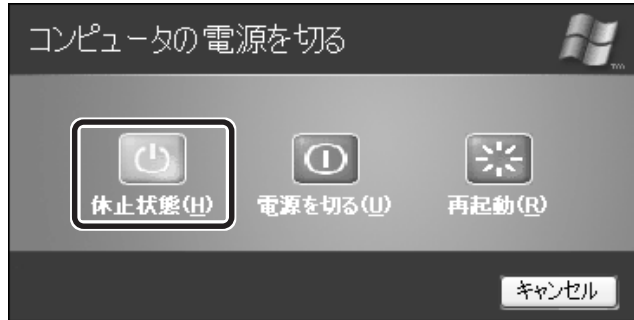 コンピュータの電源を切る
TM
休止状態(H)
電源を切る(U)
再起動(R)
キャンセル